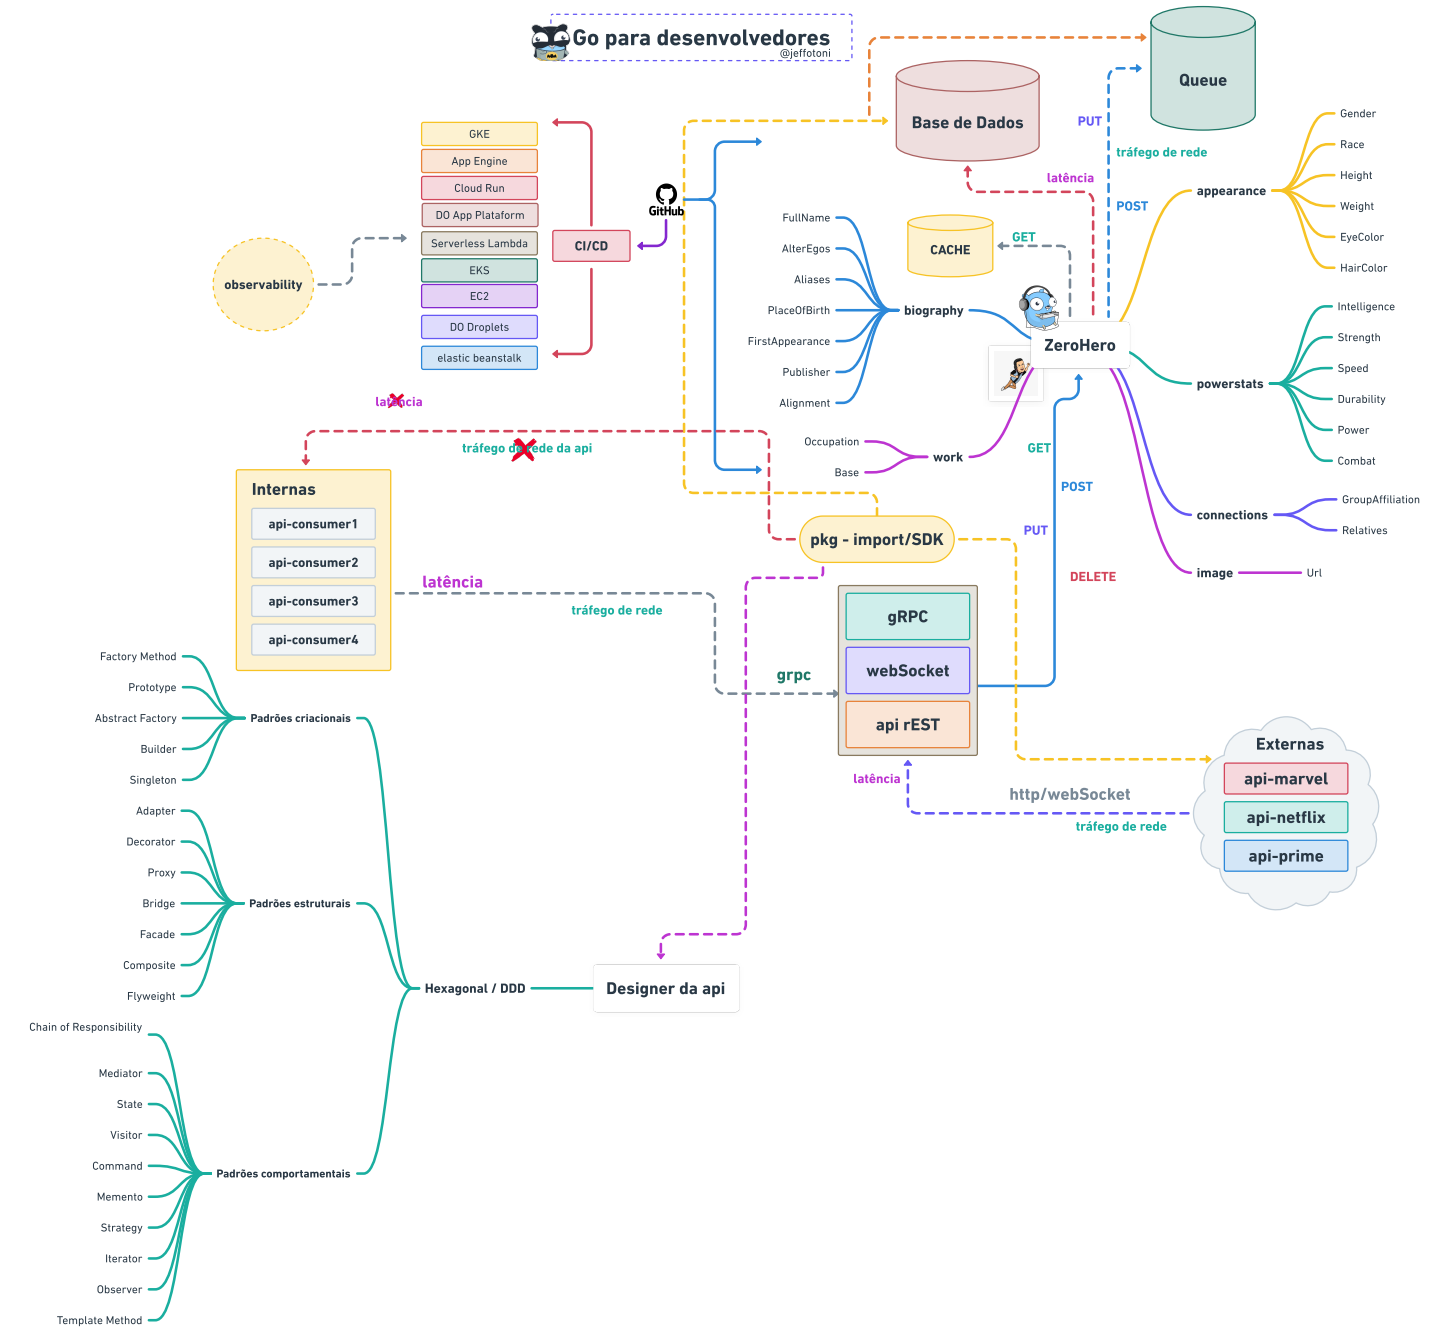 Go para desenvolvedores
@jeffotoni
Queue
Base de Dados
PUT
tráfego de rede
latência
POST
GET
CACHE
GKE
App Engine
Cloud Run
DO App Plataform
Serverless Lambda
EKS
EC2
DO Droplets
elastic beanstalk
CI/CD
GitHub
observability
FullName
AlterEgos
Aliases
PlaceOfBirth
FirstAppearance
Publisher
Alignment
biography
Occupation
Base
work
ZeroHero
appearance
Gender
Race
Height
Weight
EyeColor
HairColor
powerstats
Intelligence
Strength
Speed
Durability
Power
Combat
connections
GroupAffiliation
Relatives
image
Url
latência
tráfego de rede da api
Internas
api-consumer1
api-consumer2
api-consumer3
api-consumer4
latência
tráfego de rede
grpc
pkg - import/SDK
GET
POST
PUT
DELETE
gRPC
webSocket
api rEST
latência
http/webSocket
tráfego de rede
Externas
api-marvel
api-netflix
api-prime
Factory Method
Prototype
Abstract Factory
Builder
Singleton
Padrões criacionais
Adapter
Decorator
Proxy
Bridge
Facade
Composite
Flyweight
Padrões estruturais
Hexagonal / DDD
Designer da api
Chain of Responsibility
Mediator
State
Visitor
Command
Memento
Strategy
Iterator
Observer
Template Method
Padrões comportamentais